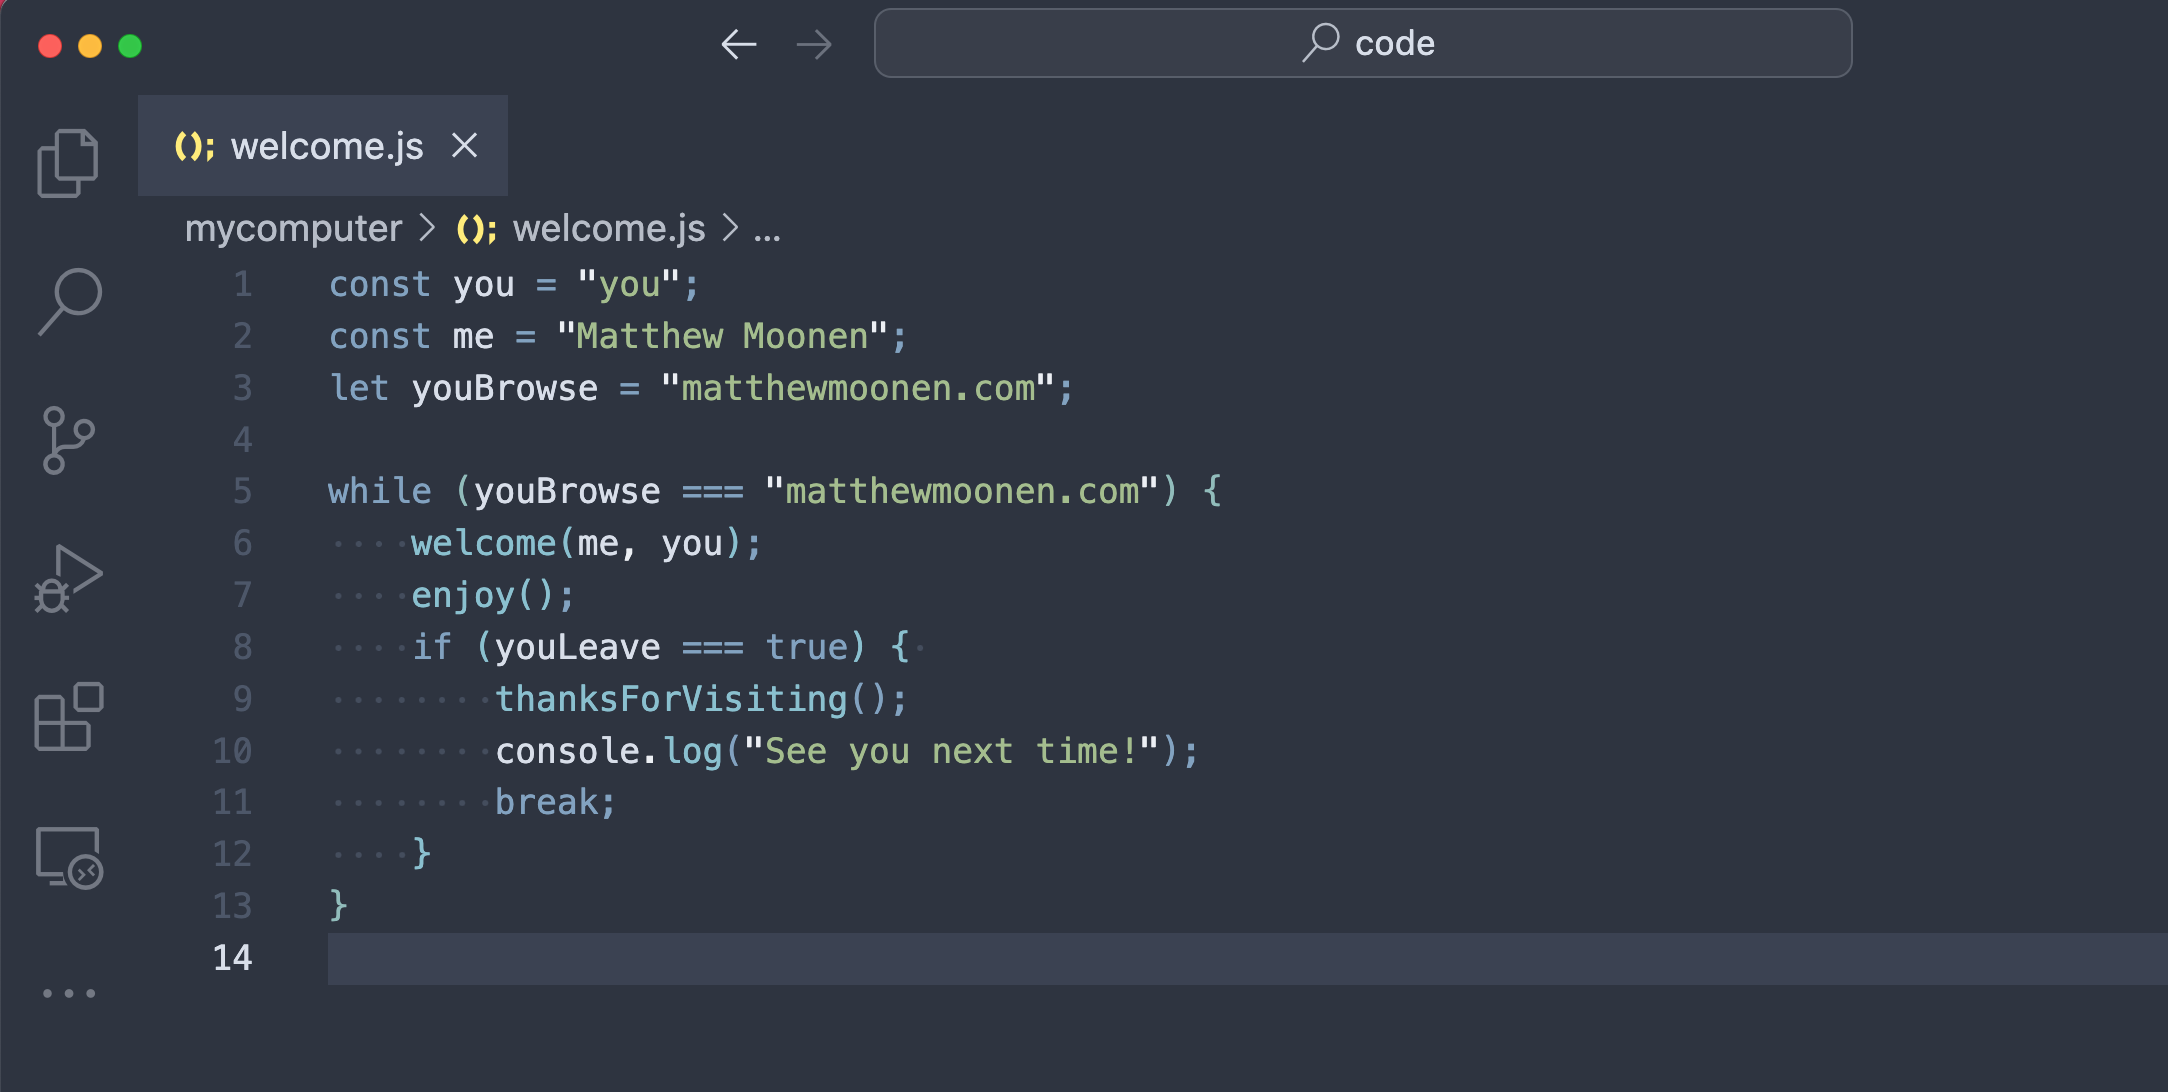 code
welcome.js
mycomputer > welcome.js > ...
1 const you = "you";
2 const me = "Matthew Moonen";
3 let youBrowse = "matthewmoonen.com";
4
5 while (youBrowse === "matthewmoonen.com") {
6     welcome(me, you);
7     enjoy();
8     if (youLeave === true) {
9         thanksForVisiting();
10         console.log("See you next time!");
11         break;
12     }
13 }
14